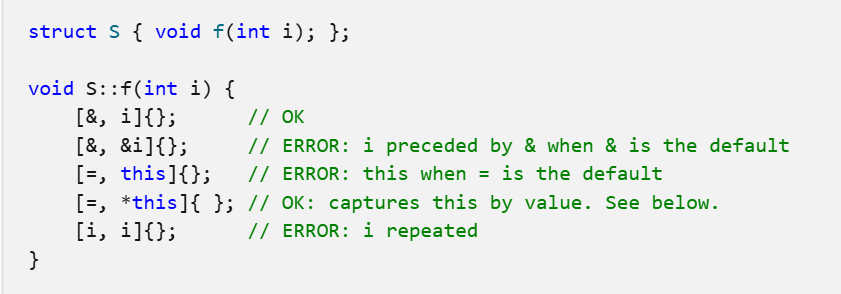 struct S { void f(int i); };

void S::f(int i) {
    [&, i]{};      // OK
    [&, &i]{};     // ERROR: i preceded by & when & is the default
    [=, this]{};   // ERROR: this when = is the default
    [=, *this]{ }; // OK: captures this by value. See below.
    [i, i]{};      // ERROR: i repeated
}